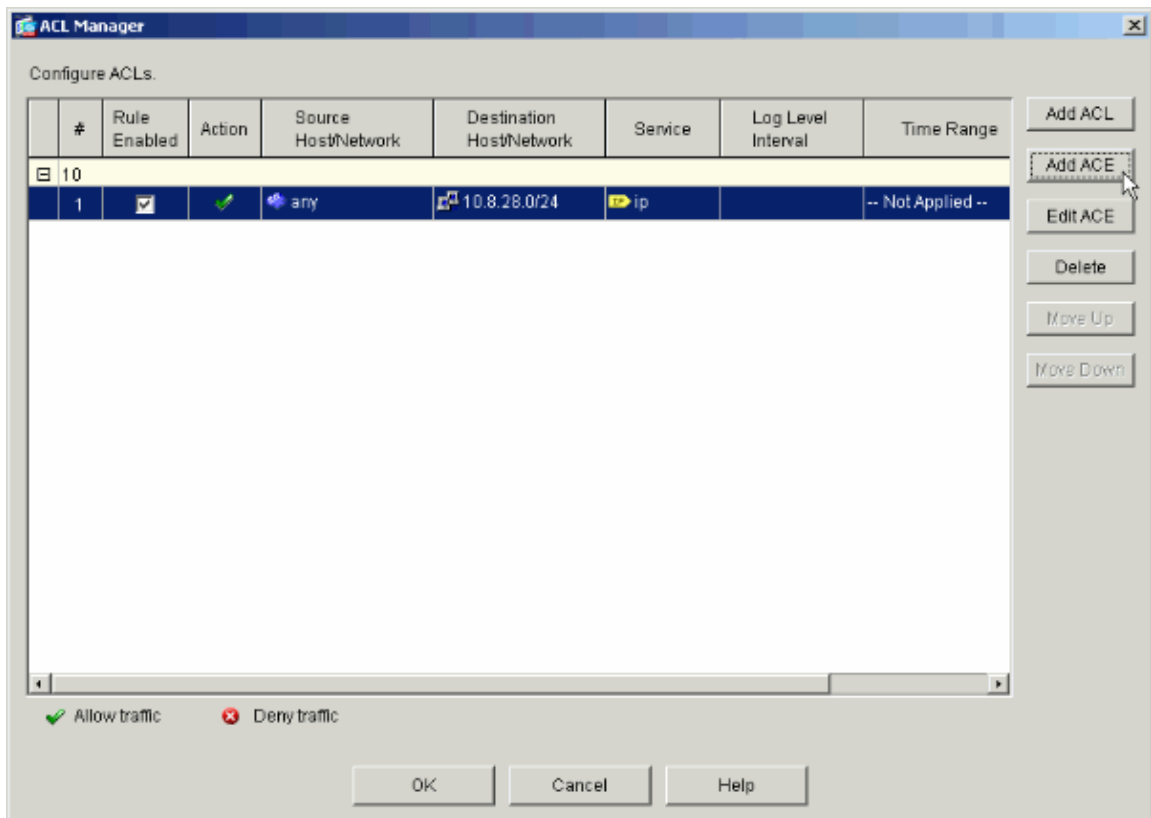 ACL Manager
Configure ACLs.
# Rule Enabled Action Source Host/Network Destination Host/Network Service Log Level Interval Time Range
10
1 any 10.8.28.0/24 ip -- Not Applied --
Add ACL
Add ACE
Edit ACE
Delete
Move Up
Move Down
Allow traffic Deny traffic
OK Cancel Help